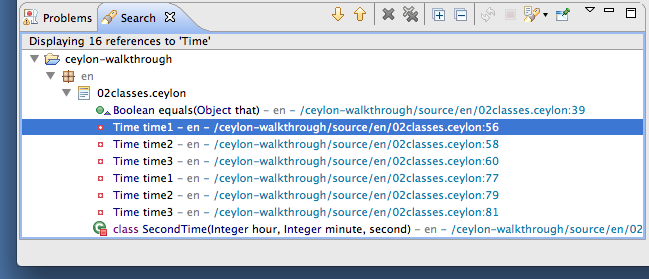 Problems Search
Displaying 16 references to 'Time'
ceylon-walkthrough
en
02classes.ceylon
Boolean equals(Object that) – en – /ceylon-walkthrough/source/en/02classes.ceylon:39
Time time1 – en – /ceylon-walkthrough/source/en/02classes.ceylon:56
Time time2 – en – /ceylon-walkthrough/source/en/02classes.ceylon:58
Time time3 – en – /ceylon-walkthrough/source/en/02classes.ceylon:60
Time time1 – en – /ceylon-walkthrough/source/en/02classes.ceylon:77
Time time2 – en – /ceylon-walkthrough/source/en/02classes.ceylon:79
Time time3 – en – /ceylon-walkthrough/source/en/02classes.ceylon:81
class SecondTime(Integer hour, Integer minute, second) – en – /ceylon-walkthrough/source/en/02